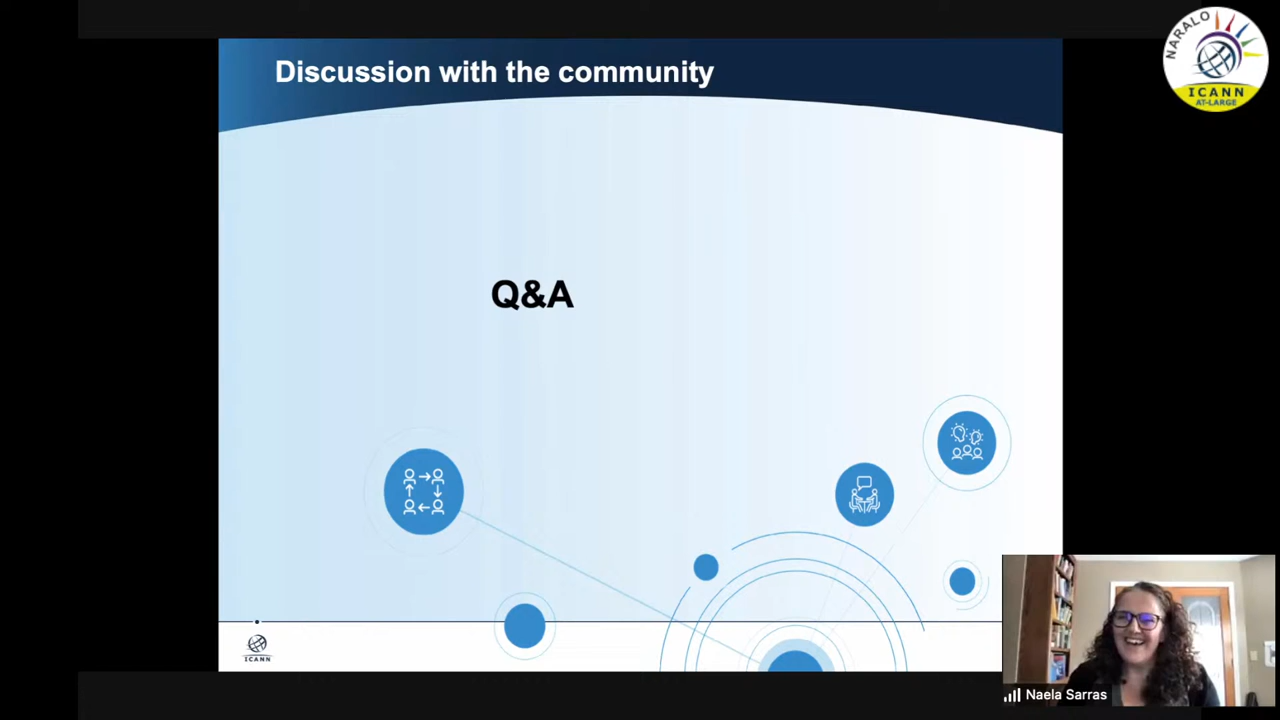 Discussion with the community
NARALO
ICANN
AT-LARGE
Q&A
ICANN
Naela Sarras